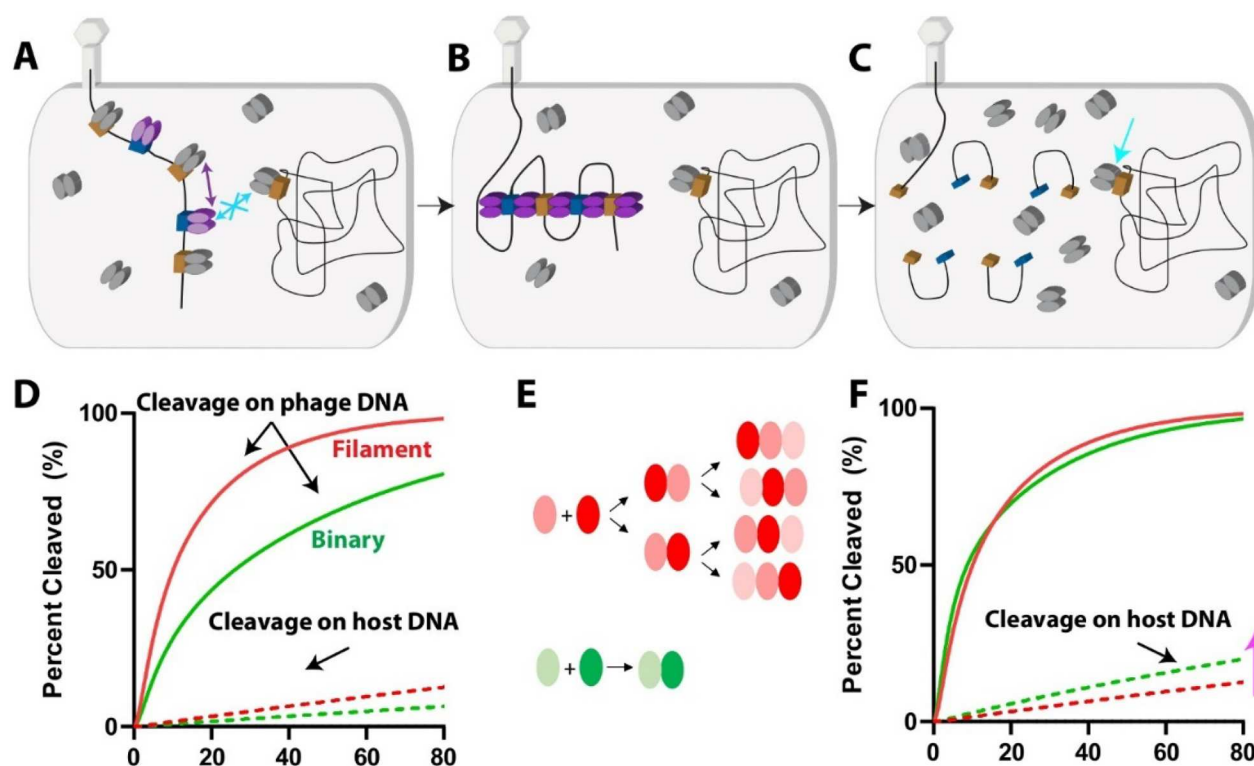 A
B
C
D
100
50
0
Percent Cleaved (%)
Cleavage on phage DNA
Filament
Binary
Cleavage on host DNA
0 20 40 60 80
E
+
+
F
100
50
0
Percent Cleaved (%)
Cleavage on host DNA
0 20 40 60 80